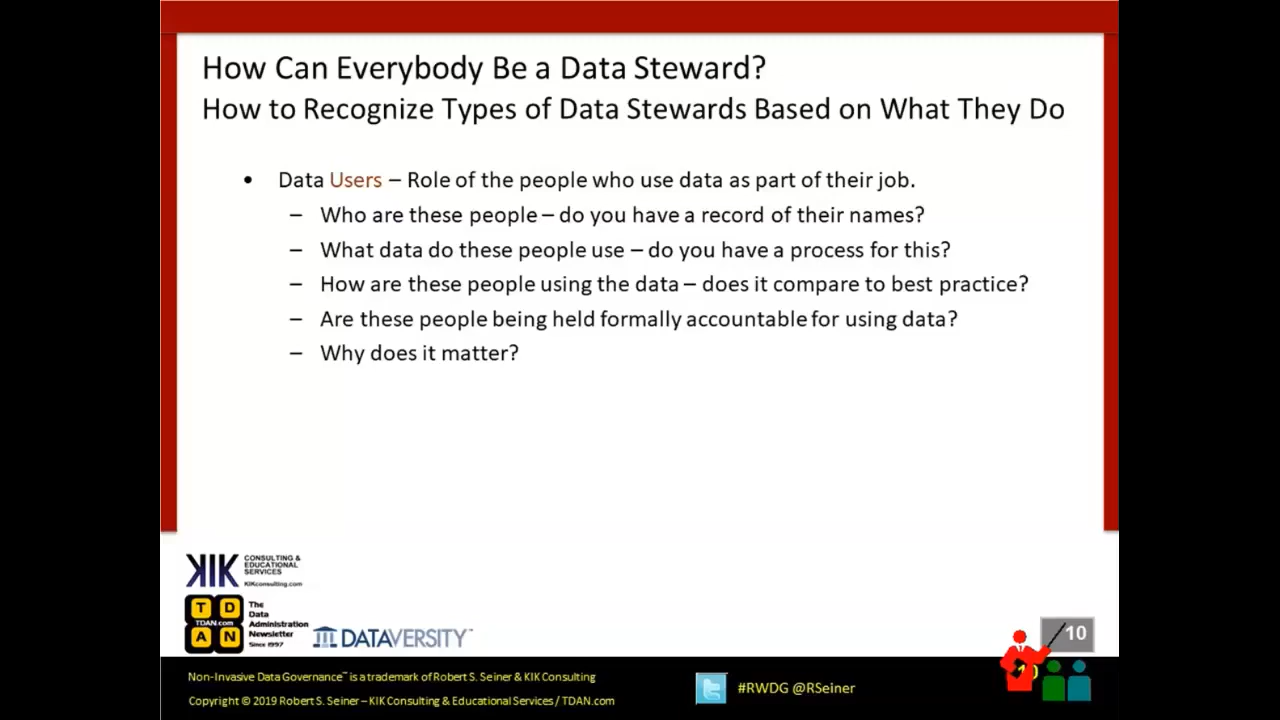 How Can Everybody Be a Data Steward?
How to Recognize Types of Data Stewards Based on What They Do
• Data Users – Role of the people who use data as part of their job.
– Who are these people – do you have a record of their names?
– What data do these people use – do you have a process for this?
– How are these people using the data – does it compare to best practice?
– Are these people being held formally accountable for using data?
– Why does it matter?
KIK CONSULTING & EDUCATIONAL SERVICES
KIKconsulting.com
TDAN
TDAN.com
The
Data
Administration
Newsletter
Since 1997
DATAVERSITY™
10
Non-Invasive Data Governance™ is a trademark of Robert S. Seiner & KIK Consulting
Copyright © 2019 Robert S. Seiner – KIK Consulting & Educational Services / TDAN.com
#RWDG @RSeiner